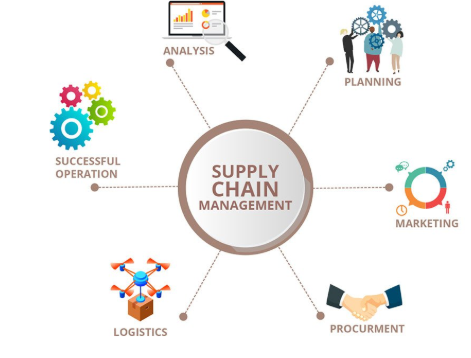 ANALYSIS
PLANNING
SUCCESSFUL
OPERATION
SUPPLY
CHAIN
MANAGEMENT
MARKETING
LOGISTICS
PROCURMENT